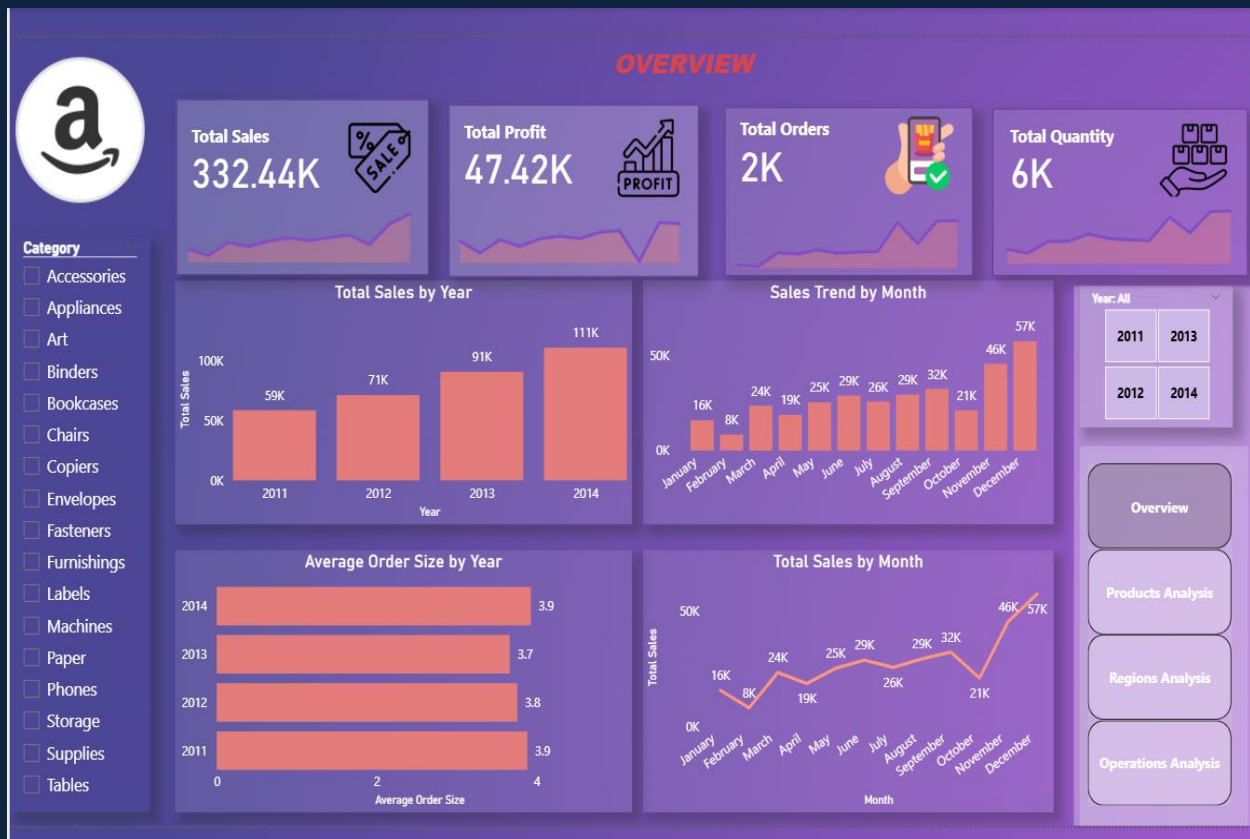 OVERVIEW
a
Total Sales
332.44K
SALE
%
Total Profit
47.42K
PROFIT
Total Orders
2K
Total Quantity
6K
Category
Accessories
Appliances
Art
Binders
Bookcases
Chairs
Copiers
Envelopes
Fasteners
Furnishings
Labels
Machines
Paper
Phones
Storage
Supplies
Tables
Total Sales by Year
Total Sales
100K
50K
0K
59K
71K
91K
111K
2011 2012 2013 2014
Year
Sales Trend by Month
50K
0K
16K 8K 24K 19K 25K 29K 26K 29K 32K 21K 46K 57K
January February March April May June July August September October November December
Year: All
2011 2013
2012 2014
Average Order Size by Year
2014 3.9
2013 3.7
2012 3.8
2011 3.9
0 2 4
Average Order Size
Total Sales by Month
Total Sales
50K
0K
16K 8K 24K 19K 25K 29K 26K 29K 32K 21K 46K 57K
January February March April May June July August September October November December
Month
Overview
Products Analysis
Regions Analysis
Operations Analysis